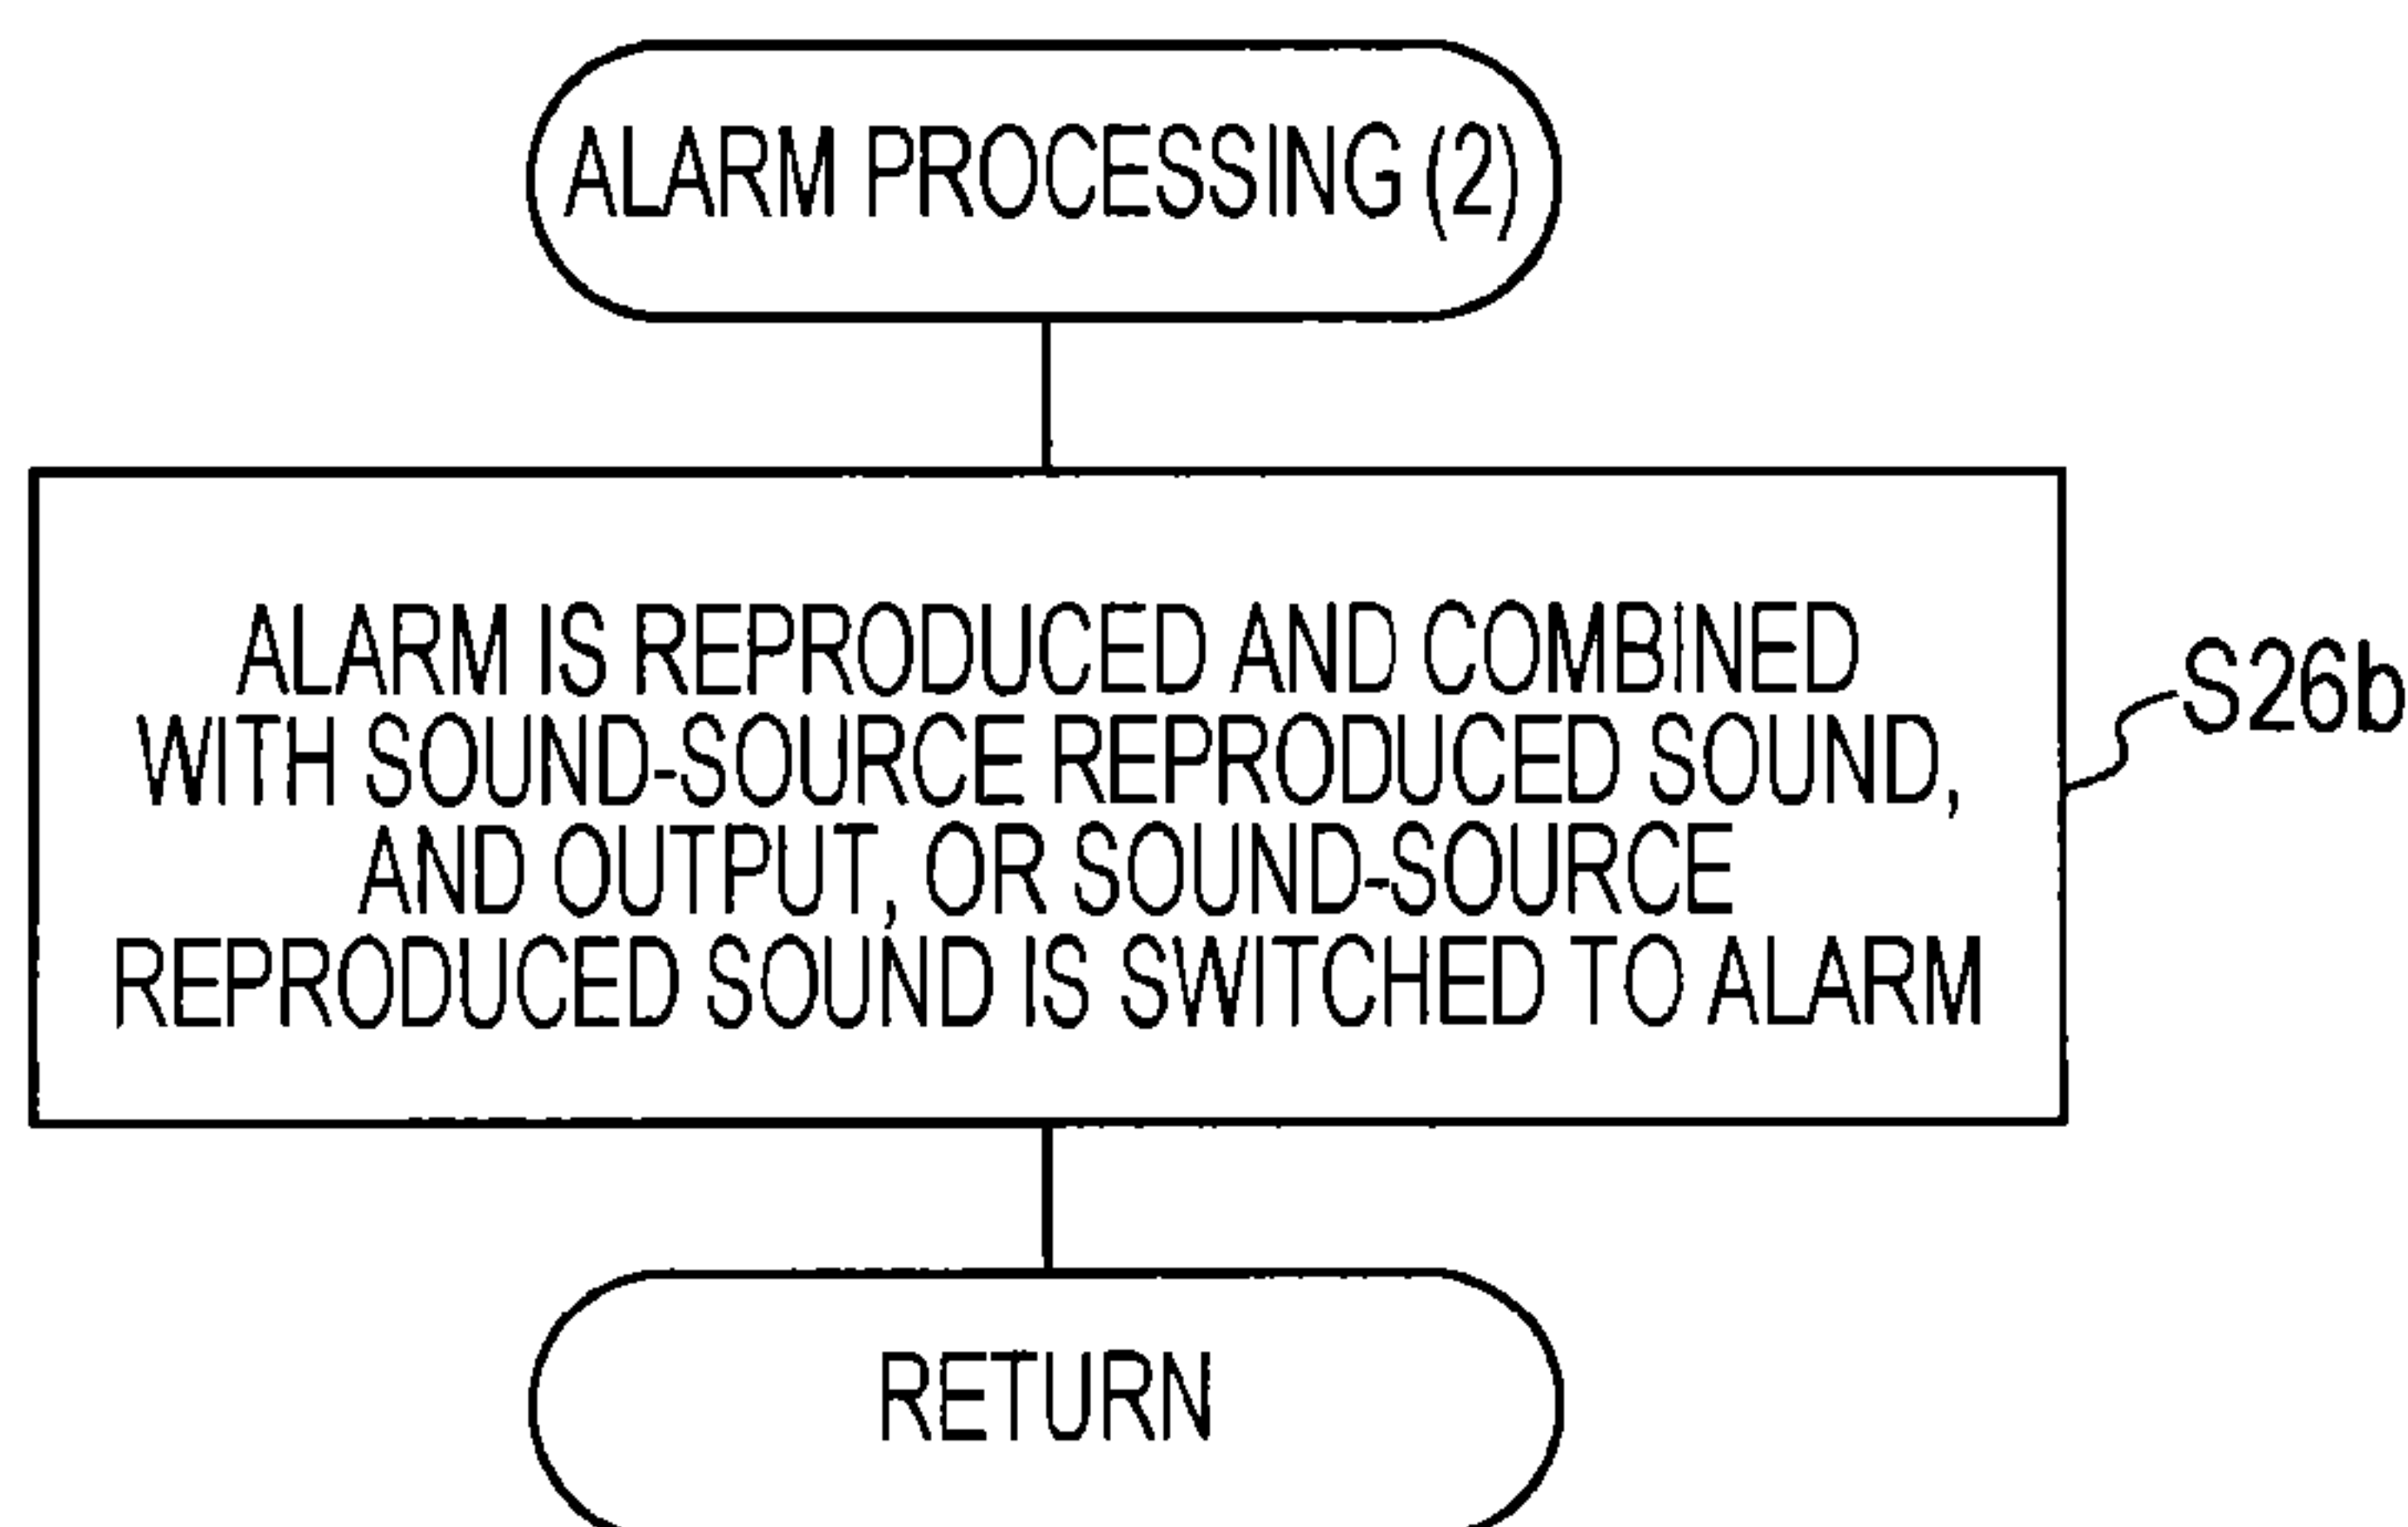 ALARM PROCESSING (2)
ALARM IS REPRODUCED AND COMBINED
WITH SOUND-SOURCE REPRODUCED SOUND,
AND OUTPUT, OR SOUND-SOURCE
REPRODUCED SOUND IS SWITCHED TO ALARM
S26b
RETURN